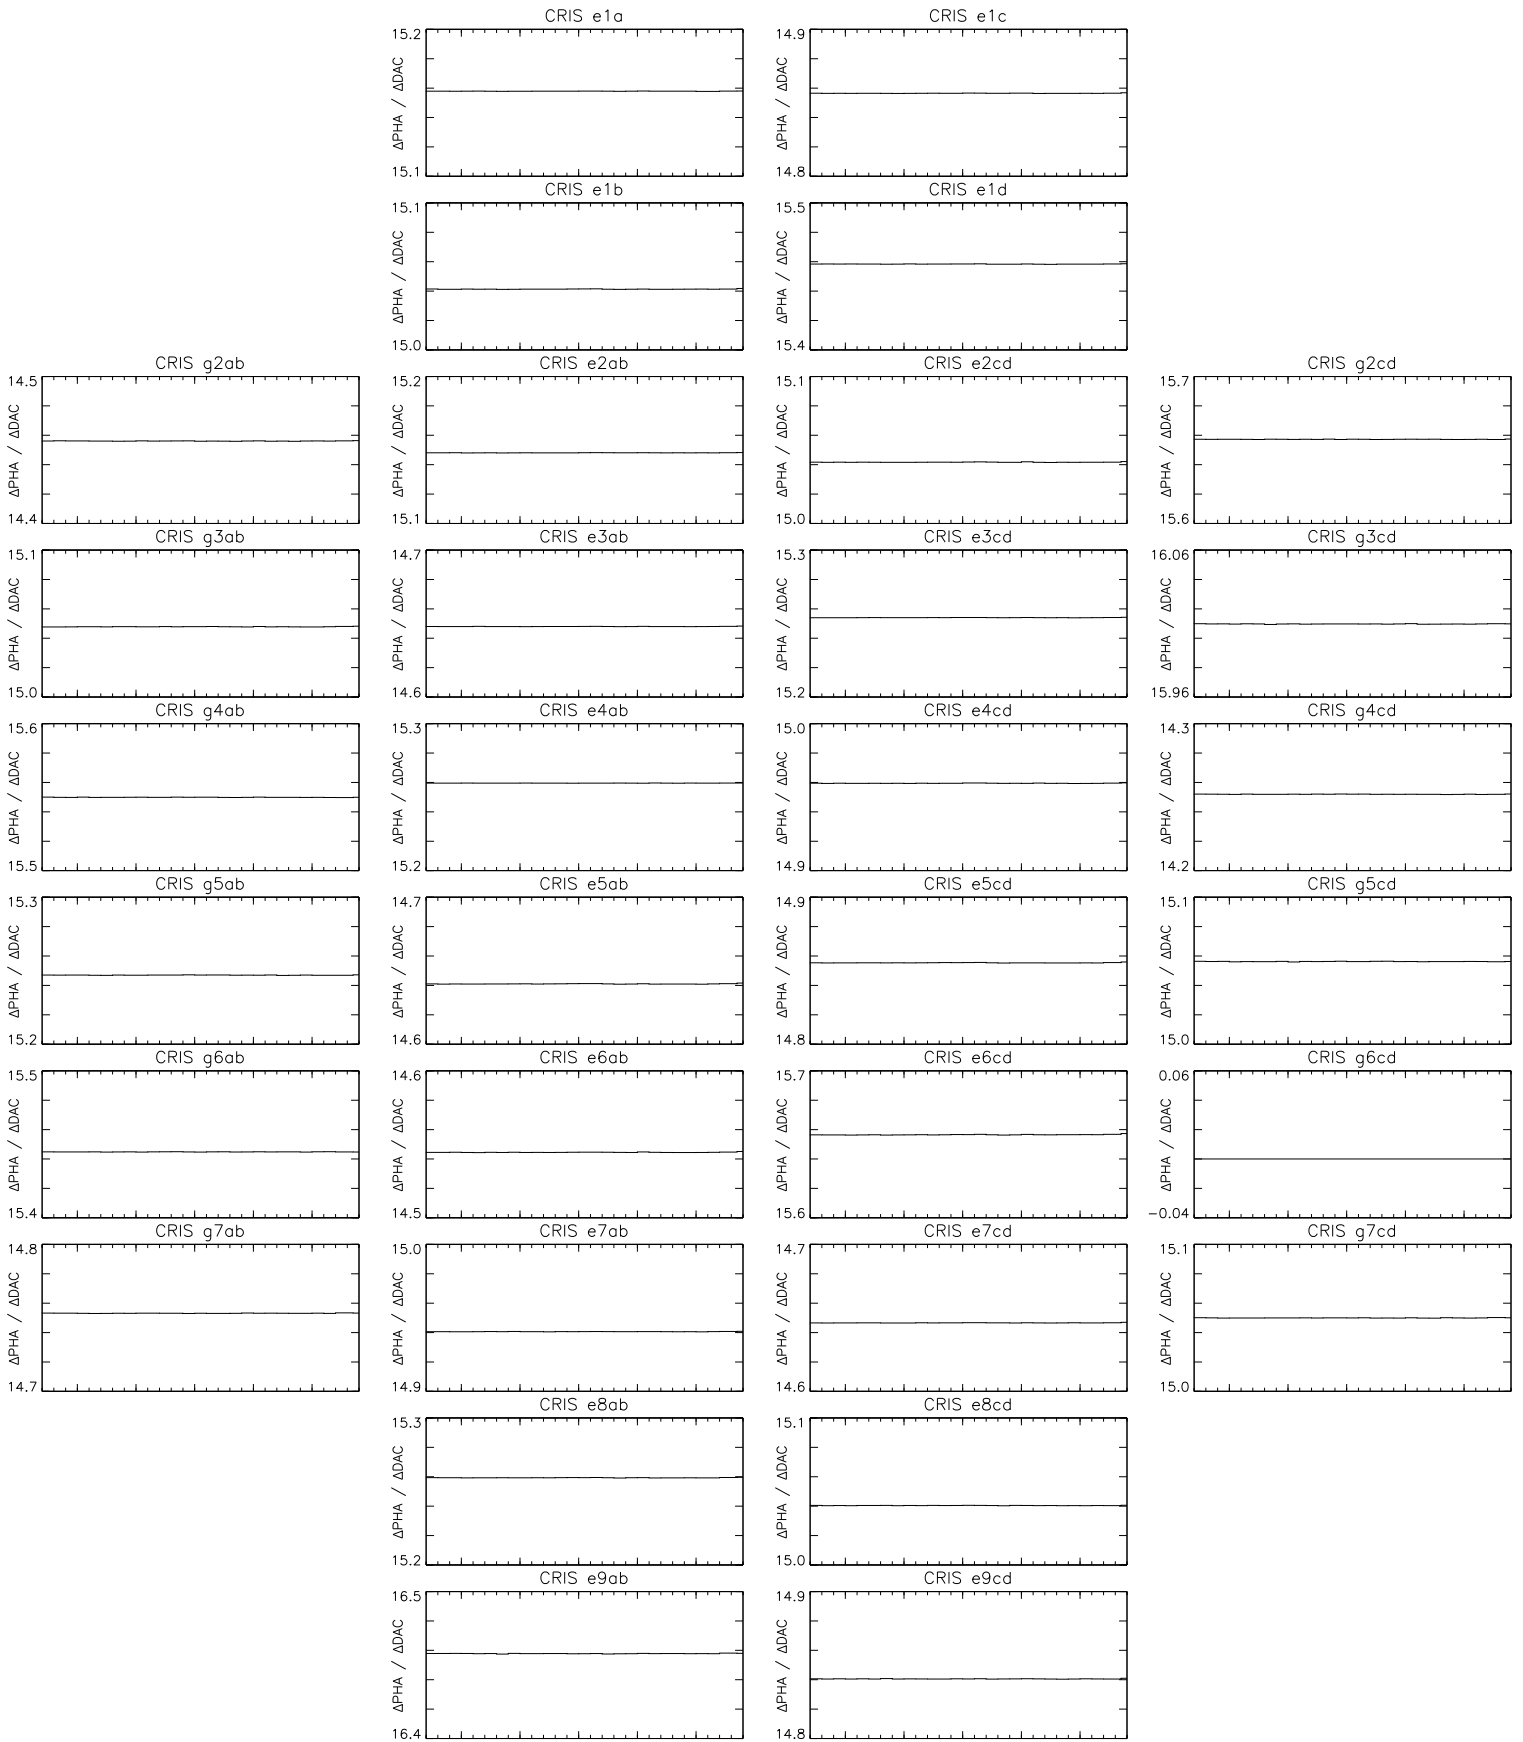 CRIS e1a
15.2
ΔPHA / ΔDAC
15.1
CRIS e1c
14.9
ΔPHA / ΔDAC
14.8
CRIS e1b
15.1
ΔPHA / ΔDAC
15.0
CRIS e1d
15.5
ΔPHA / ΔDAC
15.4
CRIS g2ab
14.5
ΔPHA / ΔDAC
14.4
CRIS e2ab
15.2
ΔPHA / ΔDAC
15.1
CRIS e2cd
15.1
ΔPHA / ΔDAC
15.0
CRIS g2cd
15.7
ΔPHA / ΔDAC
15.6
CRIS g3ab
15.1
ΔPHA / ΔDAC
15.0
CRIS e3ab
14.7
ΔPHA / ΔDAC
14.6
CRIS e3cd
15.3
ΔPHA / ΔDAC
15.2
CRIS g3cd
16.06
ΔPHA / ΔDAC
15.96
CRIS g4ab
15.6
ΔPHA / ΔDAC
15.5
CRIS e4ab
15.3
ΔPHA / ΔDAC
15.2
CRIS e4cd
15.0
ΔPHA / ΔDAC
14.9
CRIS g4cd
14.3
ΔPHA / ΔDAC
14.2
CRIS g5ab
15.3
ΔPHA / ΔDAC
15.2
CRIS e5ab
14.7
ΔPHA / ΔDAC
14.6
CRIS e5cd
14.9
ΔPHA / ΔDAC
14.8
CRIS g5cd
15.1
ΔPHA / ΔDAC
15.0
CRIS g6ab
15.5
ΔPHA / ΔDAC
15.4
CRIS e6ab
14.6
ΔPHA / ΔDAC
14.5
CRIS e6cd
15.7
ΔPHA / ΔDAC
15.6
CRIS g6cd
0.06
ΔPHA / ΔDAC
−0.04
CRIS g7ab
14.8
ΔPHA / ΔDAC
14.7
CRIS e7ab
15.0
ΔPHA / ΔDAC
14.9
CRIS e7cd
14.7
ΔPHA / ΔDAC
14.6
CRIS g7cd
15.1
ΔPHA / ΔDAC
15.0
CRIS e8ab
15.3
ΔPHA / ΔDAC
15.2
CRIS e8cd
15.1
ΔPHA / ΔDAC
15.0
CRIS e9ab
16.5
ΔPHA / ΔDAC
16.4
CRIS e9cd
14.9
ΔPHA / ΔDAC
14.8